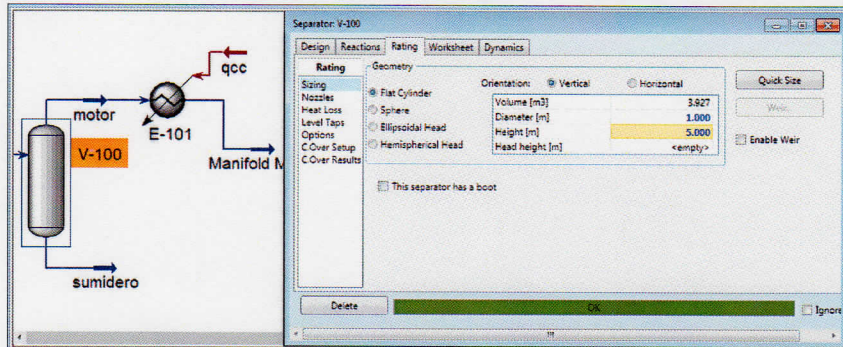 Separator: V-100
Design Reactions Rating Worksheet Dynamics
Rating
Sizing
Nozzles
Heat Loss
Level Taps
Options
C.Over Setup
C.Over Results
Geometry
Flat Cylinder
Sphere
Ellipsoidal Head
Hemispherical Head
Orientation: Vertical Horizontal
Volume [m3] 3.927
Diameter [m] 1.000
Height [m] 5.000
Head height [m] <empty>
Quick Size
Weir...
Enable Weir
This separator has a boot
Delete
OK
Ignore
qcc
motor
E-101
V-100
Manifold M
sumidero